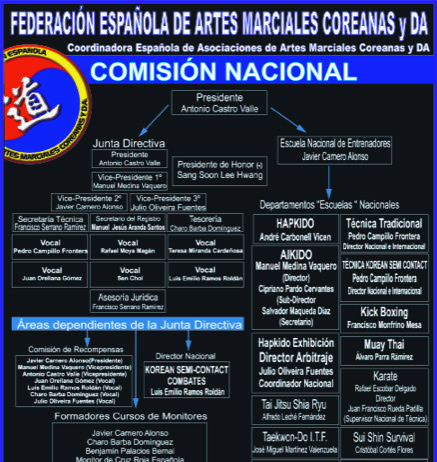 FEDERACIÓN ESPAÑOLA DE ARTES MARCIALES COREANAS y DA
Coordinadora Española de Asociaciones de Artes Marciales Coreanas y DA
COMISIÓN NACIONAL
ESPAÑOLA
ARTES MARCIALES COREANAS Y DA
Presidente
Antonio Castro Valle
Junta Directiva
Presidente
Antonio Castro Valle
Vice-Presidente 1º
Manuel Medina Vaquero
Presidente de Honor (+)
Sang Soon Lee Hwang
Vice-Presidente 2º
Javier Camero Alonso
Vice-Presidente 3º
Julio Oliveira Fuentes
Secretaria Técnica
Francisco Serrano Ramírez
Secretario del Registro
Manuel Jesús Aranda Santos
Tesorería
Charo Barba Domínguez
Vocal
Pedro Campillo Frontera
Vocal
Rafael Moya Magán
Vocal
Teresa Miranda Cardeñosa
Vocal
Juan Orellana Gómez
Vocal
Ben Choi
Vocal
Luis Emilio Ramos Roldán
Asesoría Jurídica
Francisco Serrano Ramírez
Áreas dependientes de la Junta Directiva
Comisión de Recompensas
Javier Carnero Alonso(Presidente)
Manuel Medina Vaquero (Vicepresidente)
Antonio Castro Valle (Vicepresidente)
Juan Orellana Gómez (Vocal)
Luis Emilio Ramos Roldán (Vocal)
Charo Barba Domínguez (Vocal)
Julio Oliveira Fuentes (Vocal)
Director Nacional
KOREAN SEMI-CONTACT
COMBATES
Luis Emilio Ramos Roldán
Formadores Cursos de Monitores
Javier Carnero Alonso
Charo Barba Domínguez
Benjamín Palacios Bernal
Monitor de Cruz Roja Española
Escuela Nacional de Entrenadores
Javier Camero Alonso
Departamentos "Escuelas" Nacionales
HAPKIDO
André Carbonell Vicen
AIKIDO
Manuel Medina Vaquero
(Director)
Cipriano Pardo Cervantes
(Sub-Director)
Salvador Maqueda Díaz
(Secretario)
Hapkido Exhibición
Director Arbitraje
Julio Oliveira Fuentes
Coordinador Nacional
Tai Jitsu Shia Ryu
Alfredo Leché Fernández
Taekwon-Do I.T.F.
José Miguel Martínez Valenzuela
Técnica Tradicional
Pedro Campillo Frontera
Director Nacional e Internacional
TÉCNICA KOREAN SEMI CONTACT
Pedro Campillo Frontera
Director Nacional e Internacional
Kick Boxing
Francisco Monfrino Mesa
Muay Thai
Álvaro Parra Ramírez
Karate
Rafael Escobar Delgado
Director
Juan Francisco Rueda Padilla
(Supervisor Nacional de Técnica)
Sui Shin Survival
Cristóbal Cortés Flores